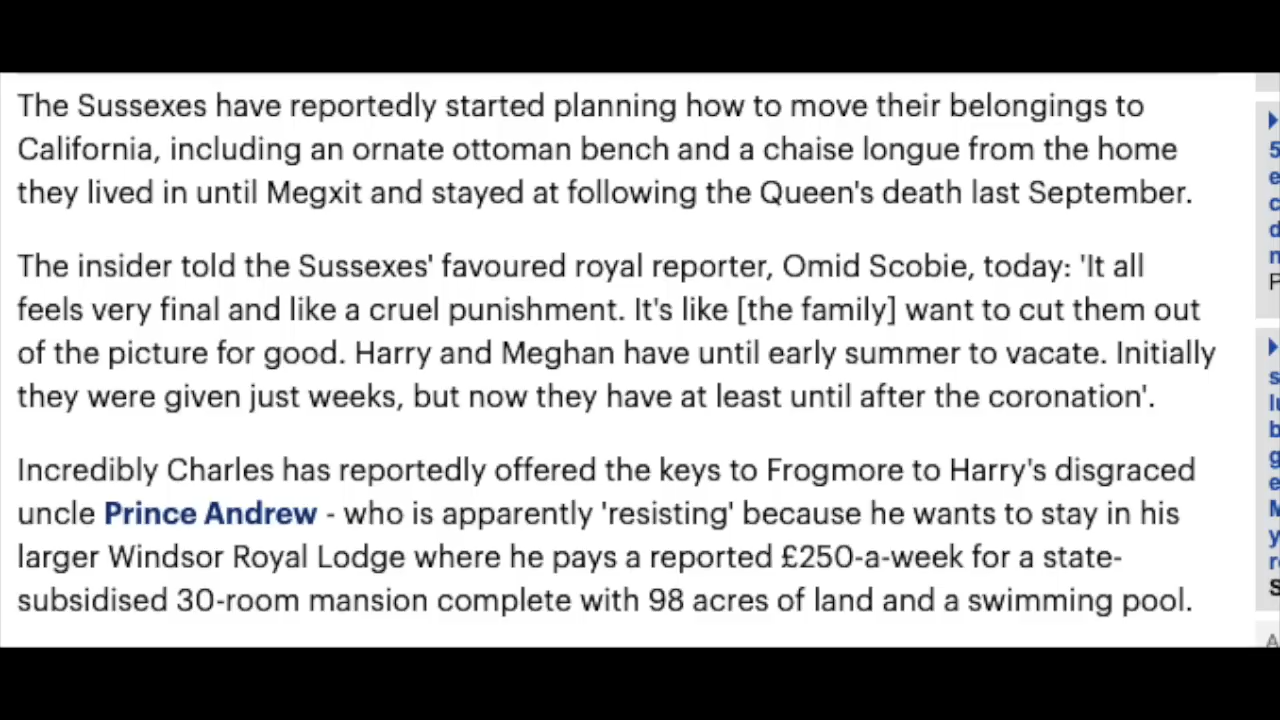 The Sussexes have reportedly started planning how to move their belongings to
California, including an ornate ottoman bench and a chaise longue from the home
they lived in until Megxit and stayed at following the Queen's death last September.
The insider told the Sussexes' favoured royal reporter, Omid Scobie, today: 'It all
feels very final and like a cruel punishment. It's like [the family] want to cut them out
of the picture for good. Harry and Meghan have until early summer to vacate. Initially
they were given just weeks, but now they have at least until after the coronation'.
Incredibly Charles has reportedly offered the keys to Frogmore to Harry's disgraced
uncle Prince Andrew - who is apparently 'resisting' because he wants to stay in his
larger Windsor Royal Lodge where he pays a reported £250-a-week for a state-
subsidised 30-room mansion complete with 98 acres of land and a swimming pool.